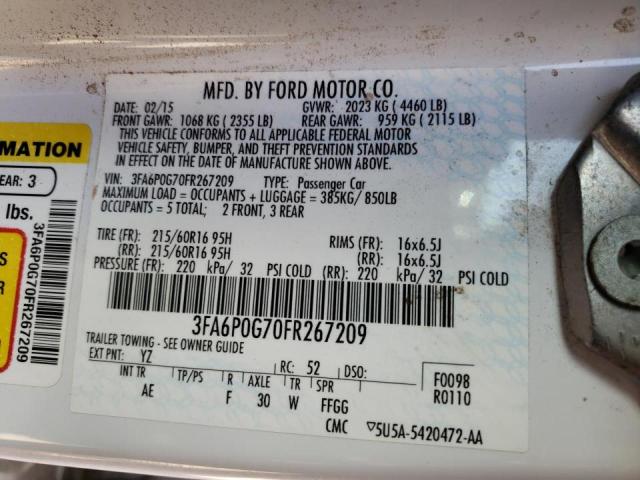 MFD. BY FORD MOTOR CO.
DATE: 02/15 GVWR: 2023 KG ( 4460 LB)
FRONT GAWR: 1068 KG ( 2355 LB) REAR GAWR: 959 KG ( 2115 LB)
THIS VEHICLE CONFORMS TO ALL APPLICABLE FEDERAL MOTOR
VEHICLE SAFETY, BUMPER, AND THEFT PREVENTION STANDARDS
IN EFFECT ON THE DATE OF MANUFACTURE SHOWN ABOVE.
VIN: 3FA6P0G70FR267209 TYPE: Passenger Car
MAXIMUM LOAD = OCCUPANTS + LUGGAGE = 385KG/ 850LB
OCCUPANTS = 5 TOTAL; 2 FRONT, 3 REAR
TIRE (FR): 215/60R16 95H RIMS (FR): 16x6.5J
(RR): 215/60R16 95H (RR): 16x6.5J
PRESSURE (FR): 220 kPa/ 32 PSI COLD (RR): 220 kPa/ 32 PSI COLD
3FA6P0G70FR267209
TRAILER TOWING - SEE OWNER GUIDE
EXT PNT: YZ RC: 52 DSO:
INT TR TP/PS R AXLE TR SPR
AE F 30 W FFGG
F0098
R0110
CMC ▽5U5A-5420472-AA
MATION
EAR: 3
lbs.
3FA6P0G70FR267209
S
R